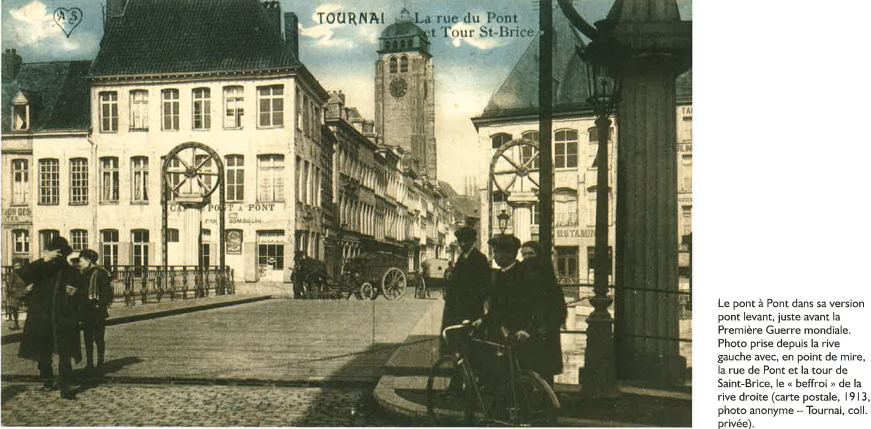 AS
TOURNAI La rue du Pont
et Tour St-Brice
CAFE DU PONT A PONT
ESTAMIN
Le pont à Pont dans sa version
pont levant, juste avant la
Première Guerre mondiale.
Photo prise depuis la rive
gauche avec, en point de mire,
la rue de Pont et la tour de
Saint-Brice, le « beffroi » de la
rive droite (carte postale, 1913,
photo anonyme – Tournai, coll.
privée).